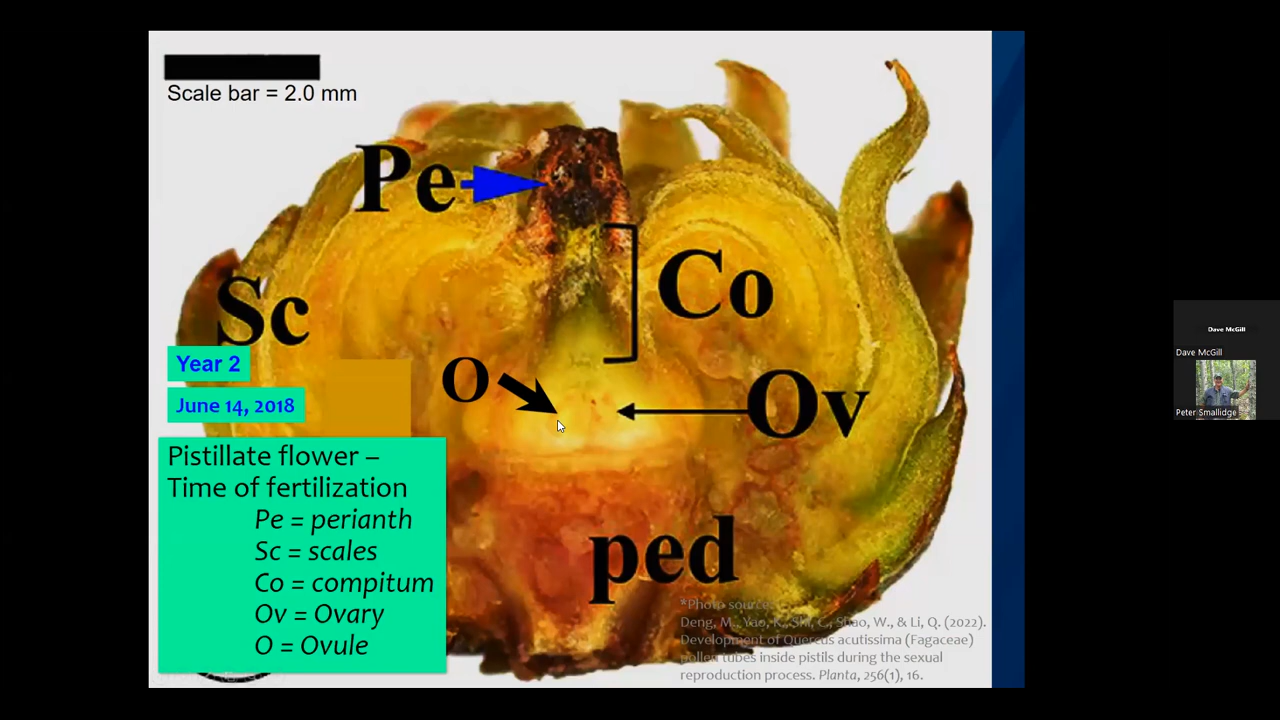 Scale bar = 2.0 mm
Pe
Co
Sc
O
Ov
ped
Year 2
June 14, 2018
Pistillate flower –
Time of fertilization
Pe = perianth
Sc = scales
Co = compitum
Ov = Ovary
O = Ovule
*Photo source:
Deng, M., Yao, K., Shi, C., Shao, W., & Li, Q. (2022).
Development of Quercus acutissima (Fagaceae)
pollen tubes inside pistils during the sexual
reproduction process. Planta, 256(1), 16.
Dave McGill
Dave McGill
Peter Smallidge